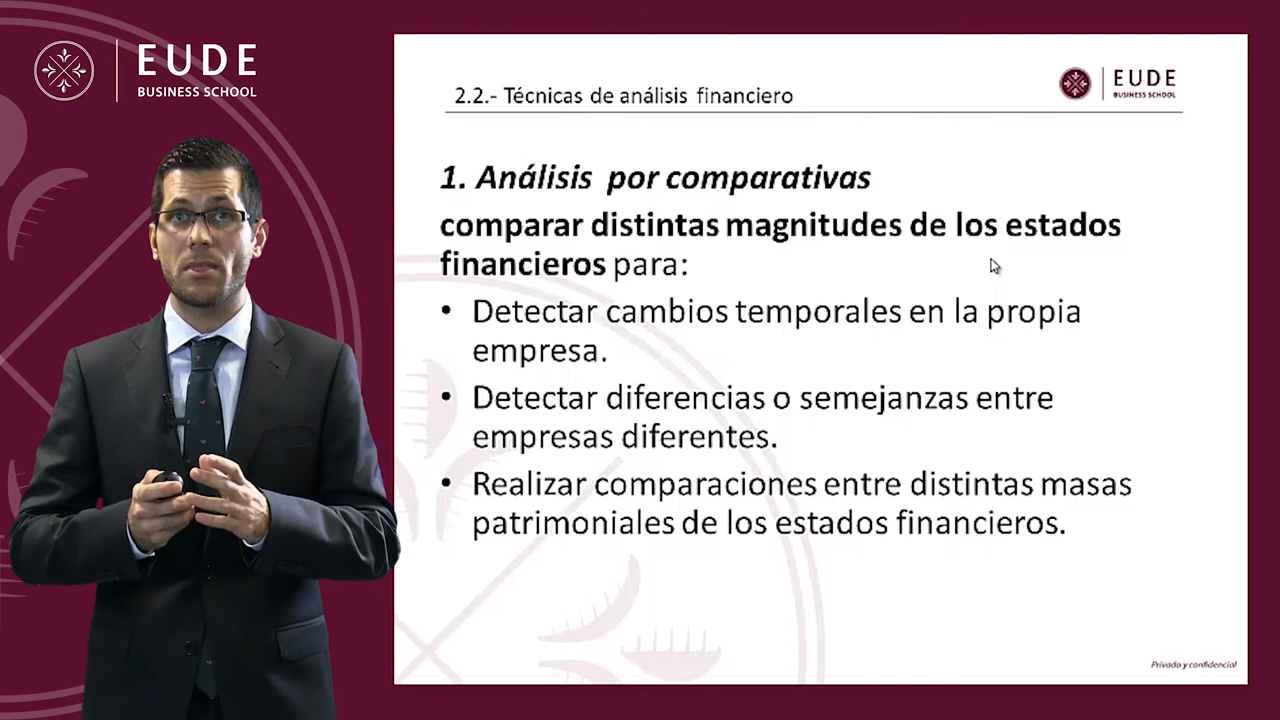 EUDE
BUSINESS SCHOOL
2.2.- Técnicas de análisis financiero
EUDE
BUSINESS SCHOOL
1. Análisis por comparativas
comparar distintas magnitudes de los estados
financieros para:
• Detectar cambios temporales en la propia
empresa.
• Detectar diferencias o semejanzas entre
empresas diferentes.
• Realizar comparaciones entre distintas masas
patrimoniales de los estados financieros.
Privado y confidencial